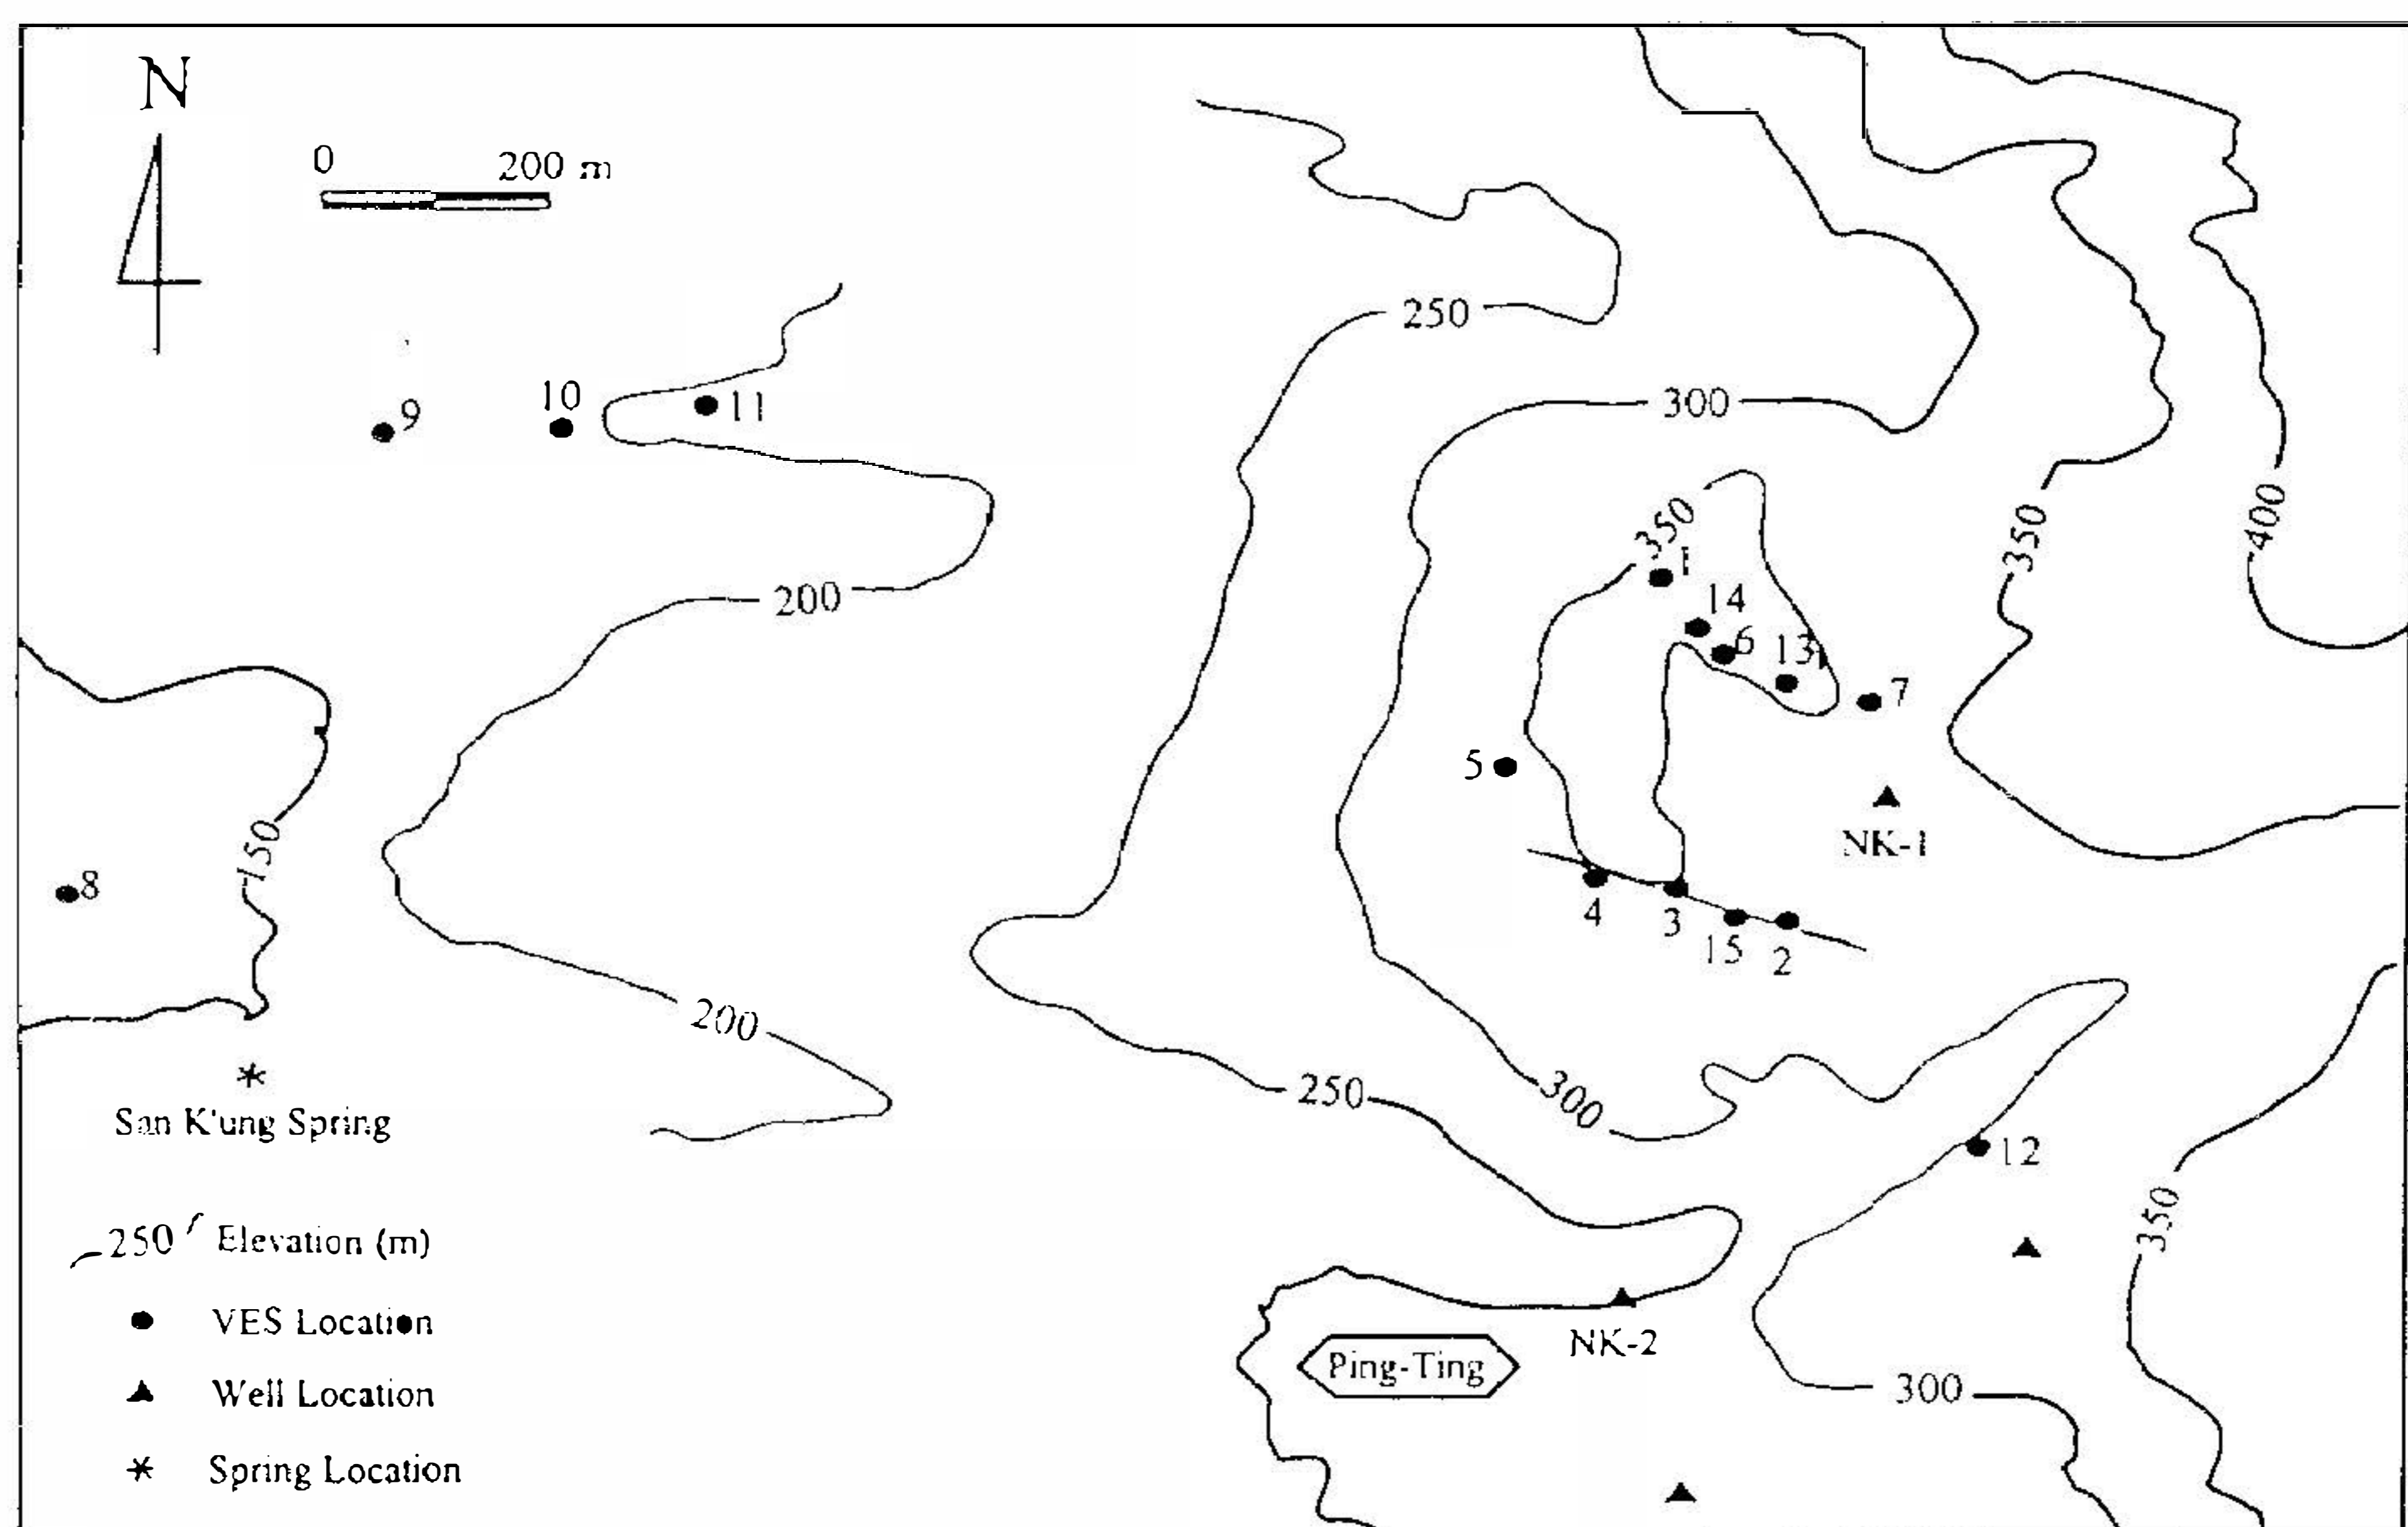 N
0 200 m
250
9
10
11
300
350
1
14
6
13
7
350
400
200
5
NK-1
150
8
4
3
15
2
200
San K'ung Spring
250
300
12
350
250 Elevation (m)
VES Location
NK-2
Ping-Ting
Well Location
300
Spring Location